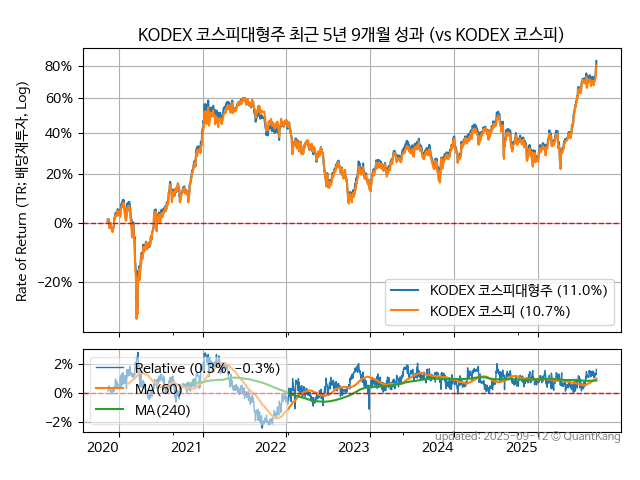 KODEX 코스피대형주 최근 5년 9개월 성과 (vs KODEX 코스피)
Rate of Return (TR: 배당재투자, Log)
80%
60%
40%
20%
0%
−20%
KODEX 코스피대형주 (11.0%)
KODEX 코스피 (10.7%)
2%
0%
−2%
Relative (0.3%, -0.3%)
MA(60)
MA(240)
2020
2021
2022
2023
2024
2025
updated: 2025-09-12 © QuantKang